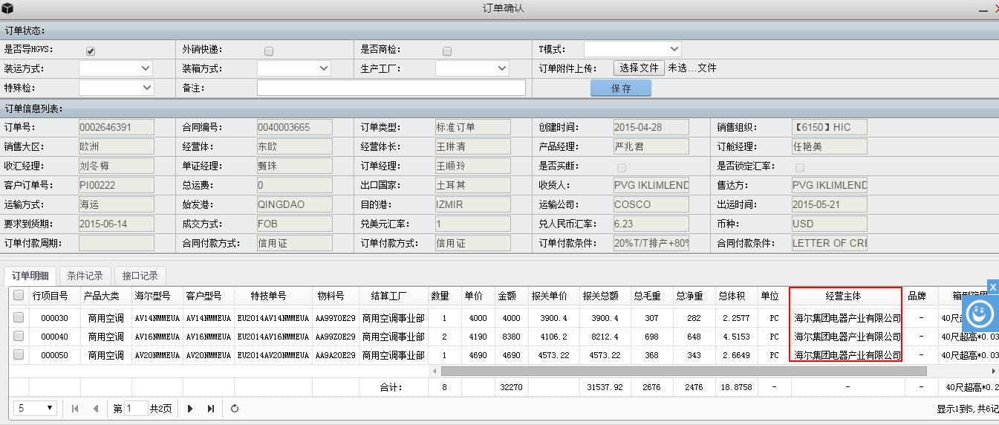 订单确认
订单状态:
是否导HGVS: 外销快递: 是否商检: T模式:
装运方式: 装箱方式: 生产工厂: 订单附件上传: 选择文件 未选...文件
特殊检: 备注: 保存
订单信息列表:
订单号: 0002646391 合同编号: 0040003665 订单类型: 标准订单 创建时间: 2015-04-28 销售组织: 【6150】HIC
销售大区: 欧洲 经营体: 东欧 经营体长: 王琳清 产品经理: 严兆君 订舱经理: 任艳美
收汇经理: 刘冬梅 单证经理: 甄珠 订单经理: 王顺玲 是否买断: 是否锁定汇率:
客户订单号: PI00222 总运费: 0 出口国家: 土耳其 收货人: PVG IKLIMLEND 售达方: PVG IKLIMLEND
运输方式: 海运 始发港: QINGDAO 目的港: IZMIR 运输公司: COSCO 出运时间: 2015-05-21
要求到货期: 2015-06-14 成交方式: FOB 兑美元汇率: 1 兑人民币汇率: 6.23 币种: USD
订单付款周期: 合同付款方式: 信用证 订单付款方式: 信用证 订单付款条件: 20%T/T排产+80% 合同付款条件: LETTER OF CRE
订单明细 条件记录 接口记录
行项目号 产品大类 海尔型号 客户型号 特技单号 物料号 结算工厂 数量 单价 金额 报关单价 报关总额 总毛重 总净重 总体积 单位 经营主体 品牌
000030 商用空调 AV14NMMEUA AV14NMMEUA EU2014AV14NMMEUA AA99Y0E29 商用空调事业部 1 4000 4000 3900.4 3900.4 307 282 2.2577 PC 海尔集团电器产业有限公司 - 40尺超
000040 商用空调 AV16NMMEUA AV16NMMEUA EU2014AV16NMMEUA AA99Z0E29 商用空调事业部 2 4190 8380 4106.2 8212.4 698 648 4.5153 PC 海尔集团电器产业有限公司 - 40尺超高*0.03
000050 商用空调 AV20NMMEUA AV20NMMEUA EU2014AV20NMMEUA AA9A20E29 商用空调事业部 1 4690 4690 4573.22 4573.22 368 343 2.6649 PC 海尔集团电器产业有限公司 - 40尺超高*0.03
合计: 8 32270 31537.92 2676 2476 18.8758 - - - 40尺超高*0.2
5 第 1 共2页 显示1到5, 共6记